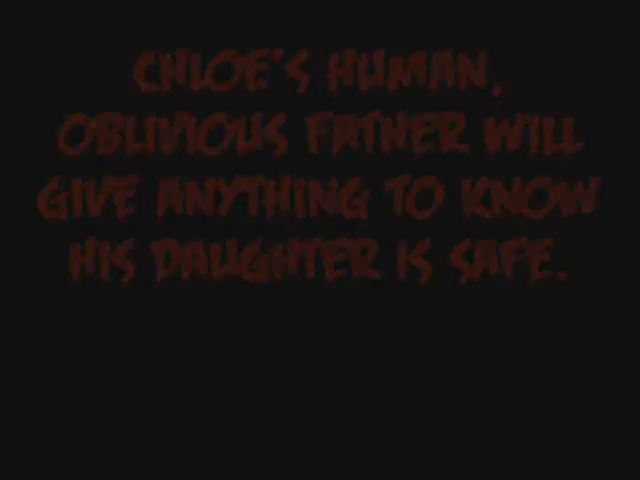 CHLOE'S HUMAN,
OBLIVIOUS FATHER WILL
GIVE ANYTHING TO KNOW
HIS DAUGHTER IS SAFE.